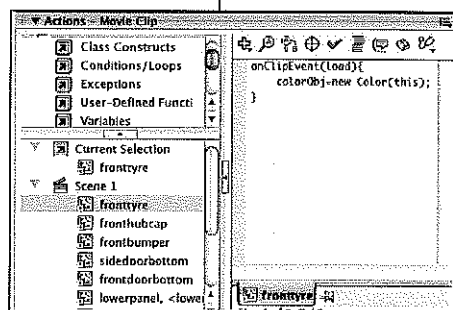 Actions - Movie Clip
Class Constructs
Conditions/Loops
Exceptions
User-Defined Functi
Variables
Current Selection
fronttyre
Scene 1
fronttyre
fronthubcap
frontbumper
sidedoorbottom
frontdoorbottom
lowerpanel, <lowe
onClipEvent(load){
colorObj=new Color(this);
}
fronttyre